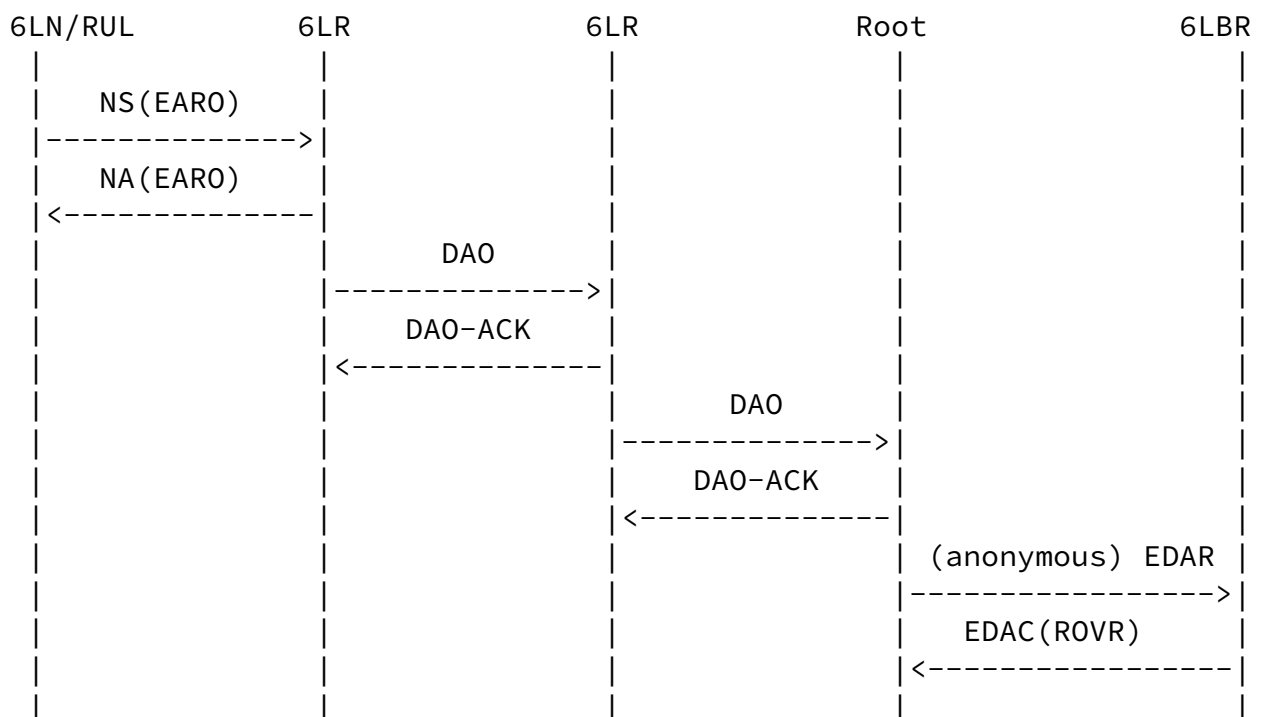 6LN/RUL 6LR 6LR Root 6LBR
NS(EARO)
NA(EARO)
DAO
DAO-ACK
DAO
DAO-ACK
(anonymous) EDAR
EDAC(ROVR)